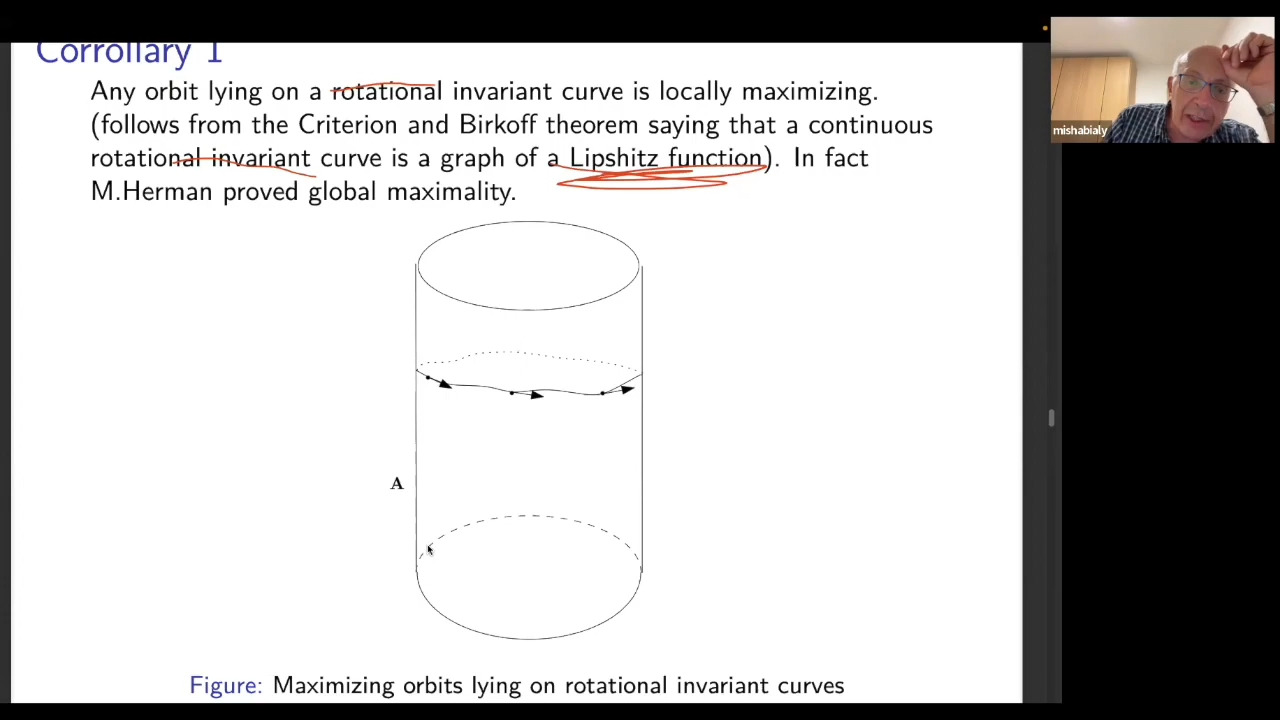 Corrollary 1
Any orbit lying on a rotational invariant curve is locally maximizing.
(follows from the Criterion and Birkoff theorem saying that a continuous
rotational invariant curve is a graph of a Lipshitz function). In fact
M.Herman proved global maximality.
mishabialy
A
Figure: Maximizing orbits lying on rotational invariant curves